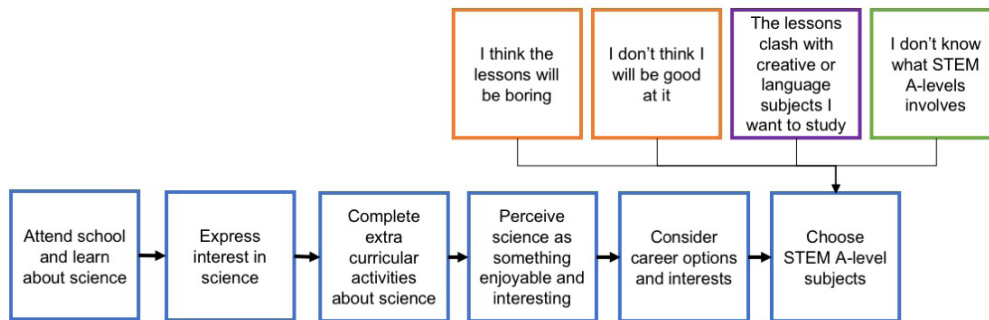 I think the
lessons will
be boring
I don't think I
will be good
at it
The lessons
clash with
creative or
language
subjects I
want to study
I don't know
what STEM
A-levels
involves
Attend school
and learn
about science
Express
interest in
science
Complete
extra
curricular
activities
about science
Perceive
science as
something
enjoyable and
interesting
Consider
career options
and interests
Choose
STEM A-level
subjects